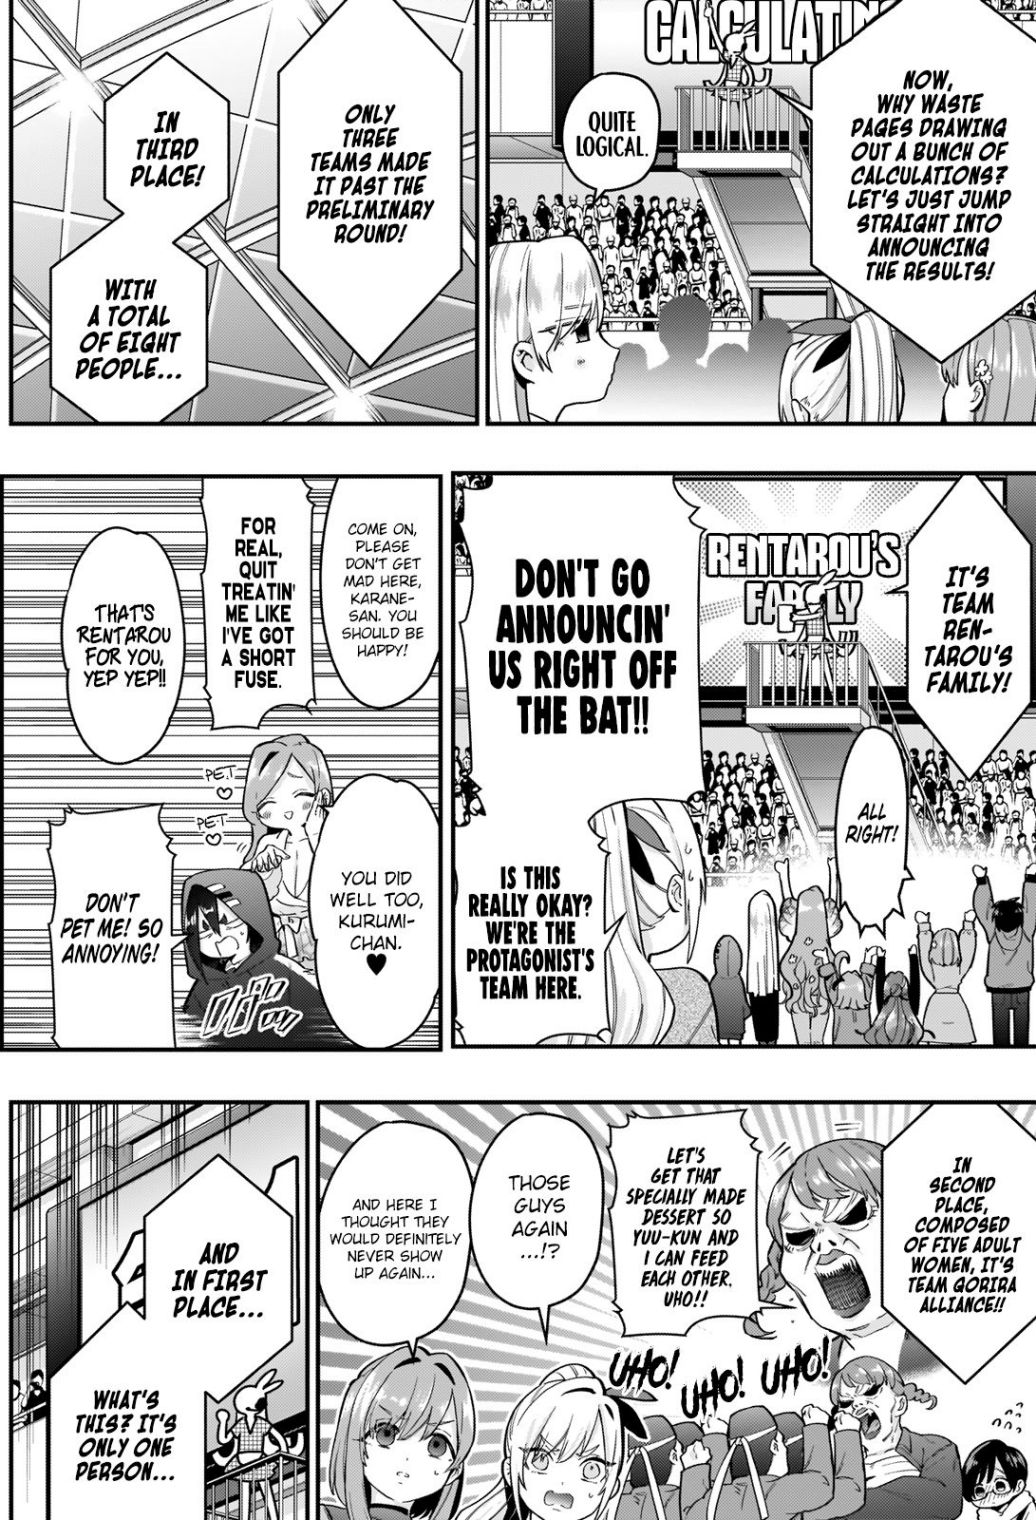 CALCULATING
NOW,
WHY WASTE
PAGES DRAWING
OUT A BUNCH OF
CALCULATIONS?
LET'S JUST JUMP
STRAIGHT INTO
ANNOUNCING
THE RESULTS!
QUITE
LOGICAL.
ONLY
THREE
TEAMS MADE
IT PAST THE
PRELIMINARY
ROUND!
IN
THIRD
PLACE!
WITH
A TOTAL
OF EIGHT
PEOPLE...
RENTAROU'S
FAMILY
IT'S
TEAM
REN-
TAROU'S
FAMILY!
ALL
RIGHT!
DON'T GO
ANNOUNCIN'
US RIGHT OFF
THE BAT!!
IS THIS
REALLY OKAY?
WE'RE THE
PROTAGONIST'S
TEAM HERE.
COME ON,
PLEASE
DON'T GET
MAD HERE,
KARANE-
SAN. YOU
SHOULD BE
HAPPY!
FOR
REAL,
QUIT
TREATIN'
ME LIKE
I'VE GOT
A SHORT
FUSE.
THAT'S
RENTAROU
FOR YOU,
YEP YEP!!
YOU DID
WELL TOO,
KURUMI-
CHAN.
♥
PET
♡
PET
♡
DON'T
PET ME! SO
ANNOYING!
IN
SECOND
PLACE,
COMPOSED
OF FIVE ADULT
WOMEN, IT'S
TEAM GORIRA
ALLIANCE!!
LET'S
GET THAT
SPECIALLY MADE
DESSERT SO
YUU-KUN AND
I CAN FEED
EACH OTHER.
UHO!!
UHO!
UHO!
UHO!
THOSE
GUYS
AGAIN
...!?
AND HERE I
THOUGHT THEY
WOULD DEFINITELY
NEVER SHOW
UP AGAIN...
AND
IN FIRST
PLACE...
WHAT'S
THIS? IT'S
ONLY ONE
PERSON...